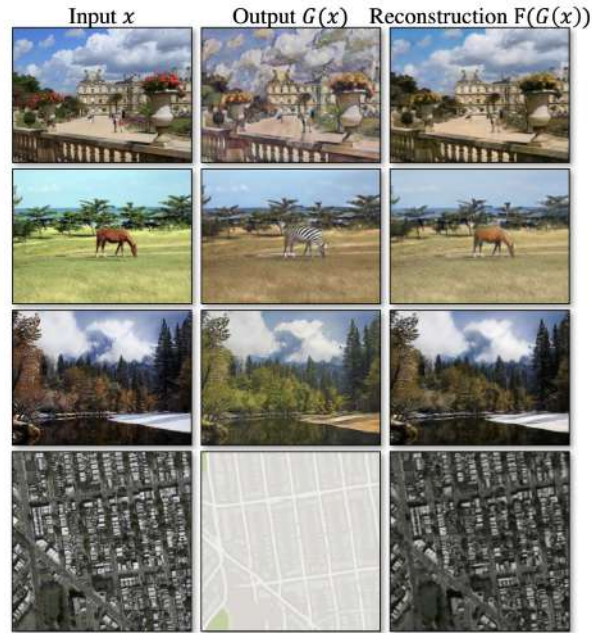 Input x
Output G(x)
Reconstruction F(G(x))